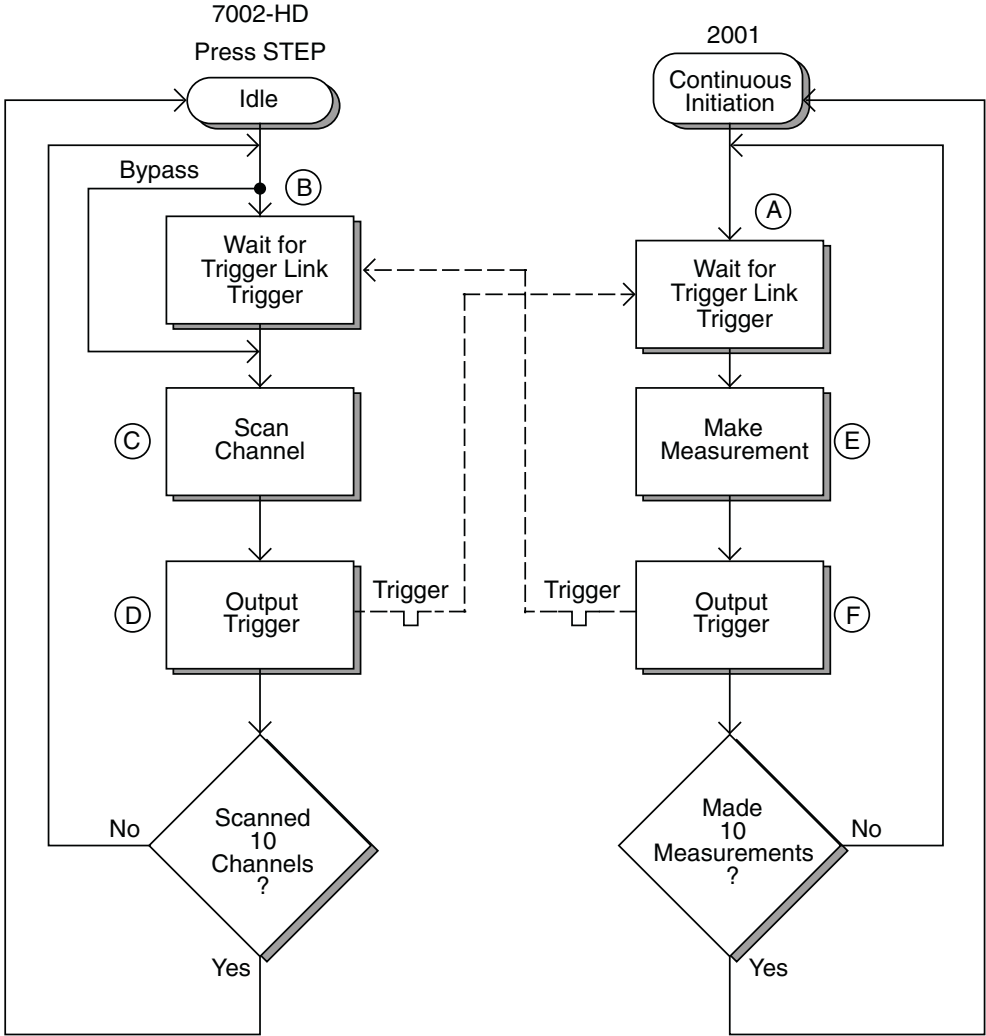 7002-HD
Press STEP
Idle
Bypass
B
Wait for
Trigger Link
Trigger
C
Scan
Channel
D
Output
Trigger
Trigger
Scanned
10
Channels
?
No
Yes
2001
Continuous
Initiation
A
Wait for
Trigger Link
Trigger
Make
Measurement
E
Trigger
Output
Trigger
F
Made
10
Measurements
?
No
Yes